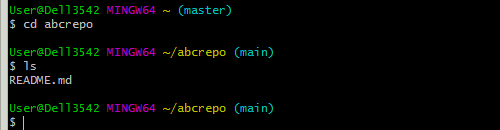 User@Dell3542 MINGW64 ~ (master)
$ cd abcrepo
User@Dell3542 MINGW64 ~/abcrepo (main)
$ ls
README.md
User@Dell3542 MINGW64 ~/abcrepo (main)
$